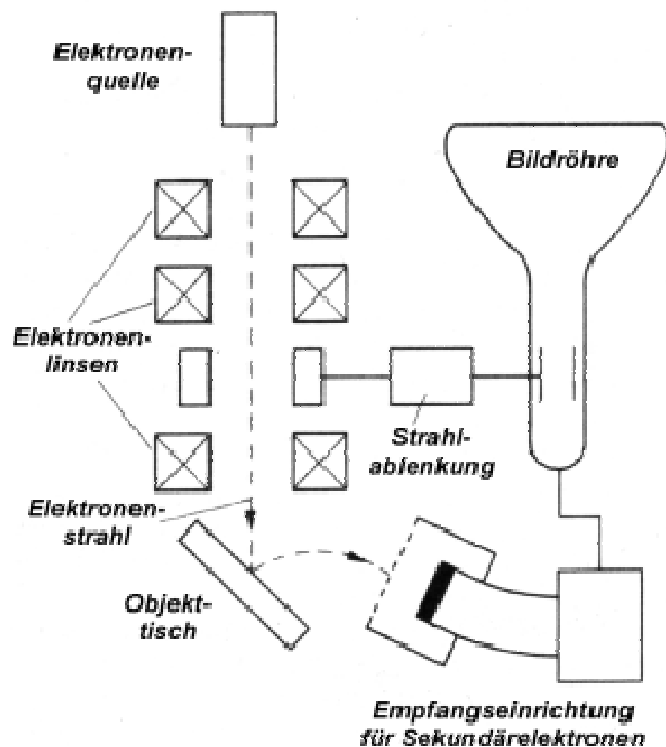 Elektronen-
quelle
Bildröhre
Elektronen-
linsen
Strahl-
ablenkung
Elektronen-
strahl
Objekt-
tisch
Empfangseinrichtung
für Sekundärelektronen